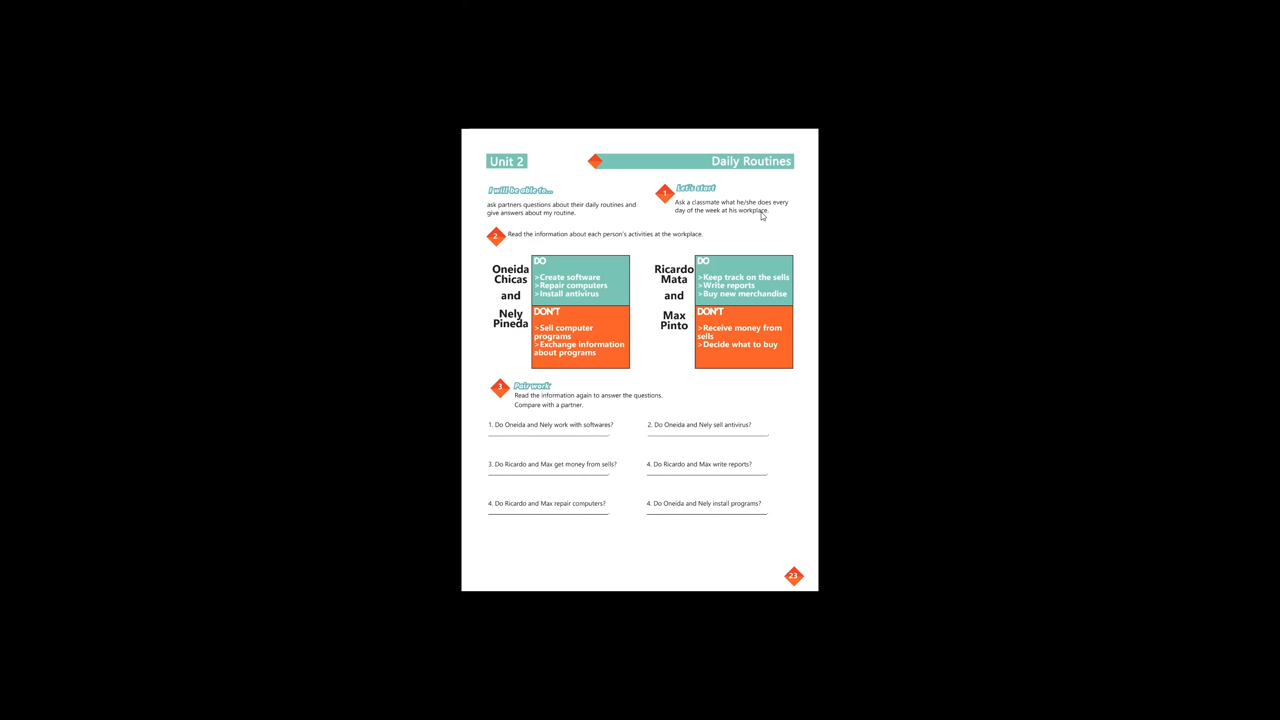 Unit 2
Daily Routines
I will be able to...
ask partners questions about their daily routines and
give answers about my routine.
1
Let's start
Ask a classmate what he/she does every
day of the week at his workplace.
2
Read the information about each person's activities at the workplace.
Oneida
Chicas
and
Nely
Pineda
DO
>Create software
>Repair computers
>Install antivirus
DON'T
>Sell computer
programs
>Exchange information
about programs
Ricardo
Mata
and
Max
Pinto
DO
>Keep track on the sells
>Write reports
>Buy new merchandise
DON'T
>Receive money from
sells
>Decide what to buy
3
Pair work
Read the information again to answer the questions.
Compare with a partner.
1. Do Oneida and Nely work with softwares?
2. Do Oneida and Nely sell antivirus?
3. Do Ricardo and Max get money from sells?
4. Do Ricardo and Max write reports?
4. Do Ricardo and Max repair computers?
4. Do Oneida and Nely install programs?
23